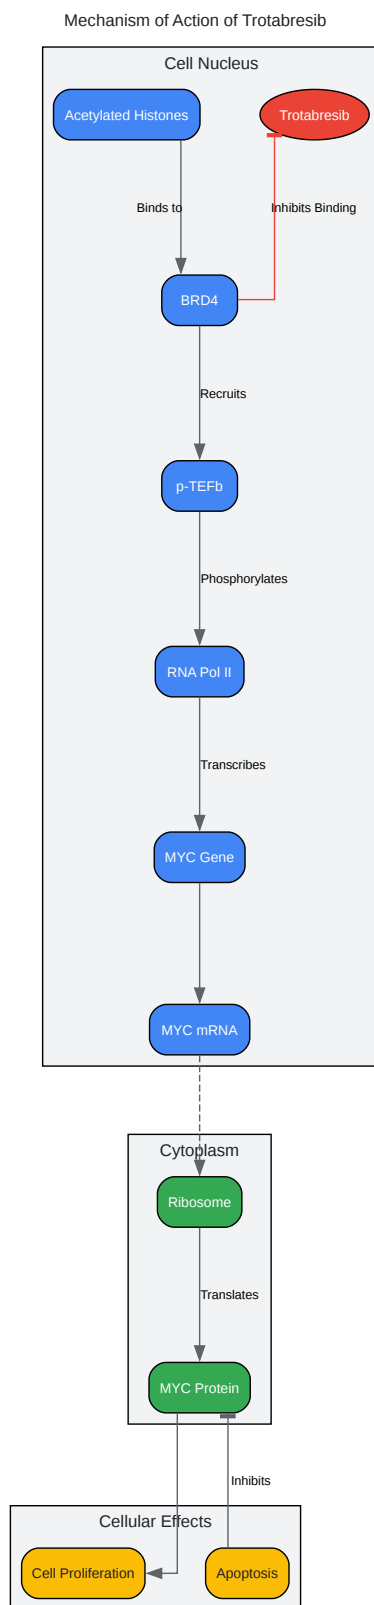 Mechanism of Action of Trotabresib
Cell Nucleus
Acetylated Histones
Trotabresib
Binds to
Inhibits Binding
BRD4
Recruits
p-TEFb
Phosphorylates
RNA Pol II
Transcribes
MYC Gene
MYC mRNA
Cytoplasm
Ribosome
Translates
MYC Protein
Inhibits
Cellular Effects
Cell Proliferation
Apoptosis